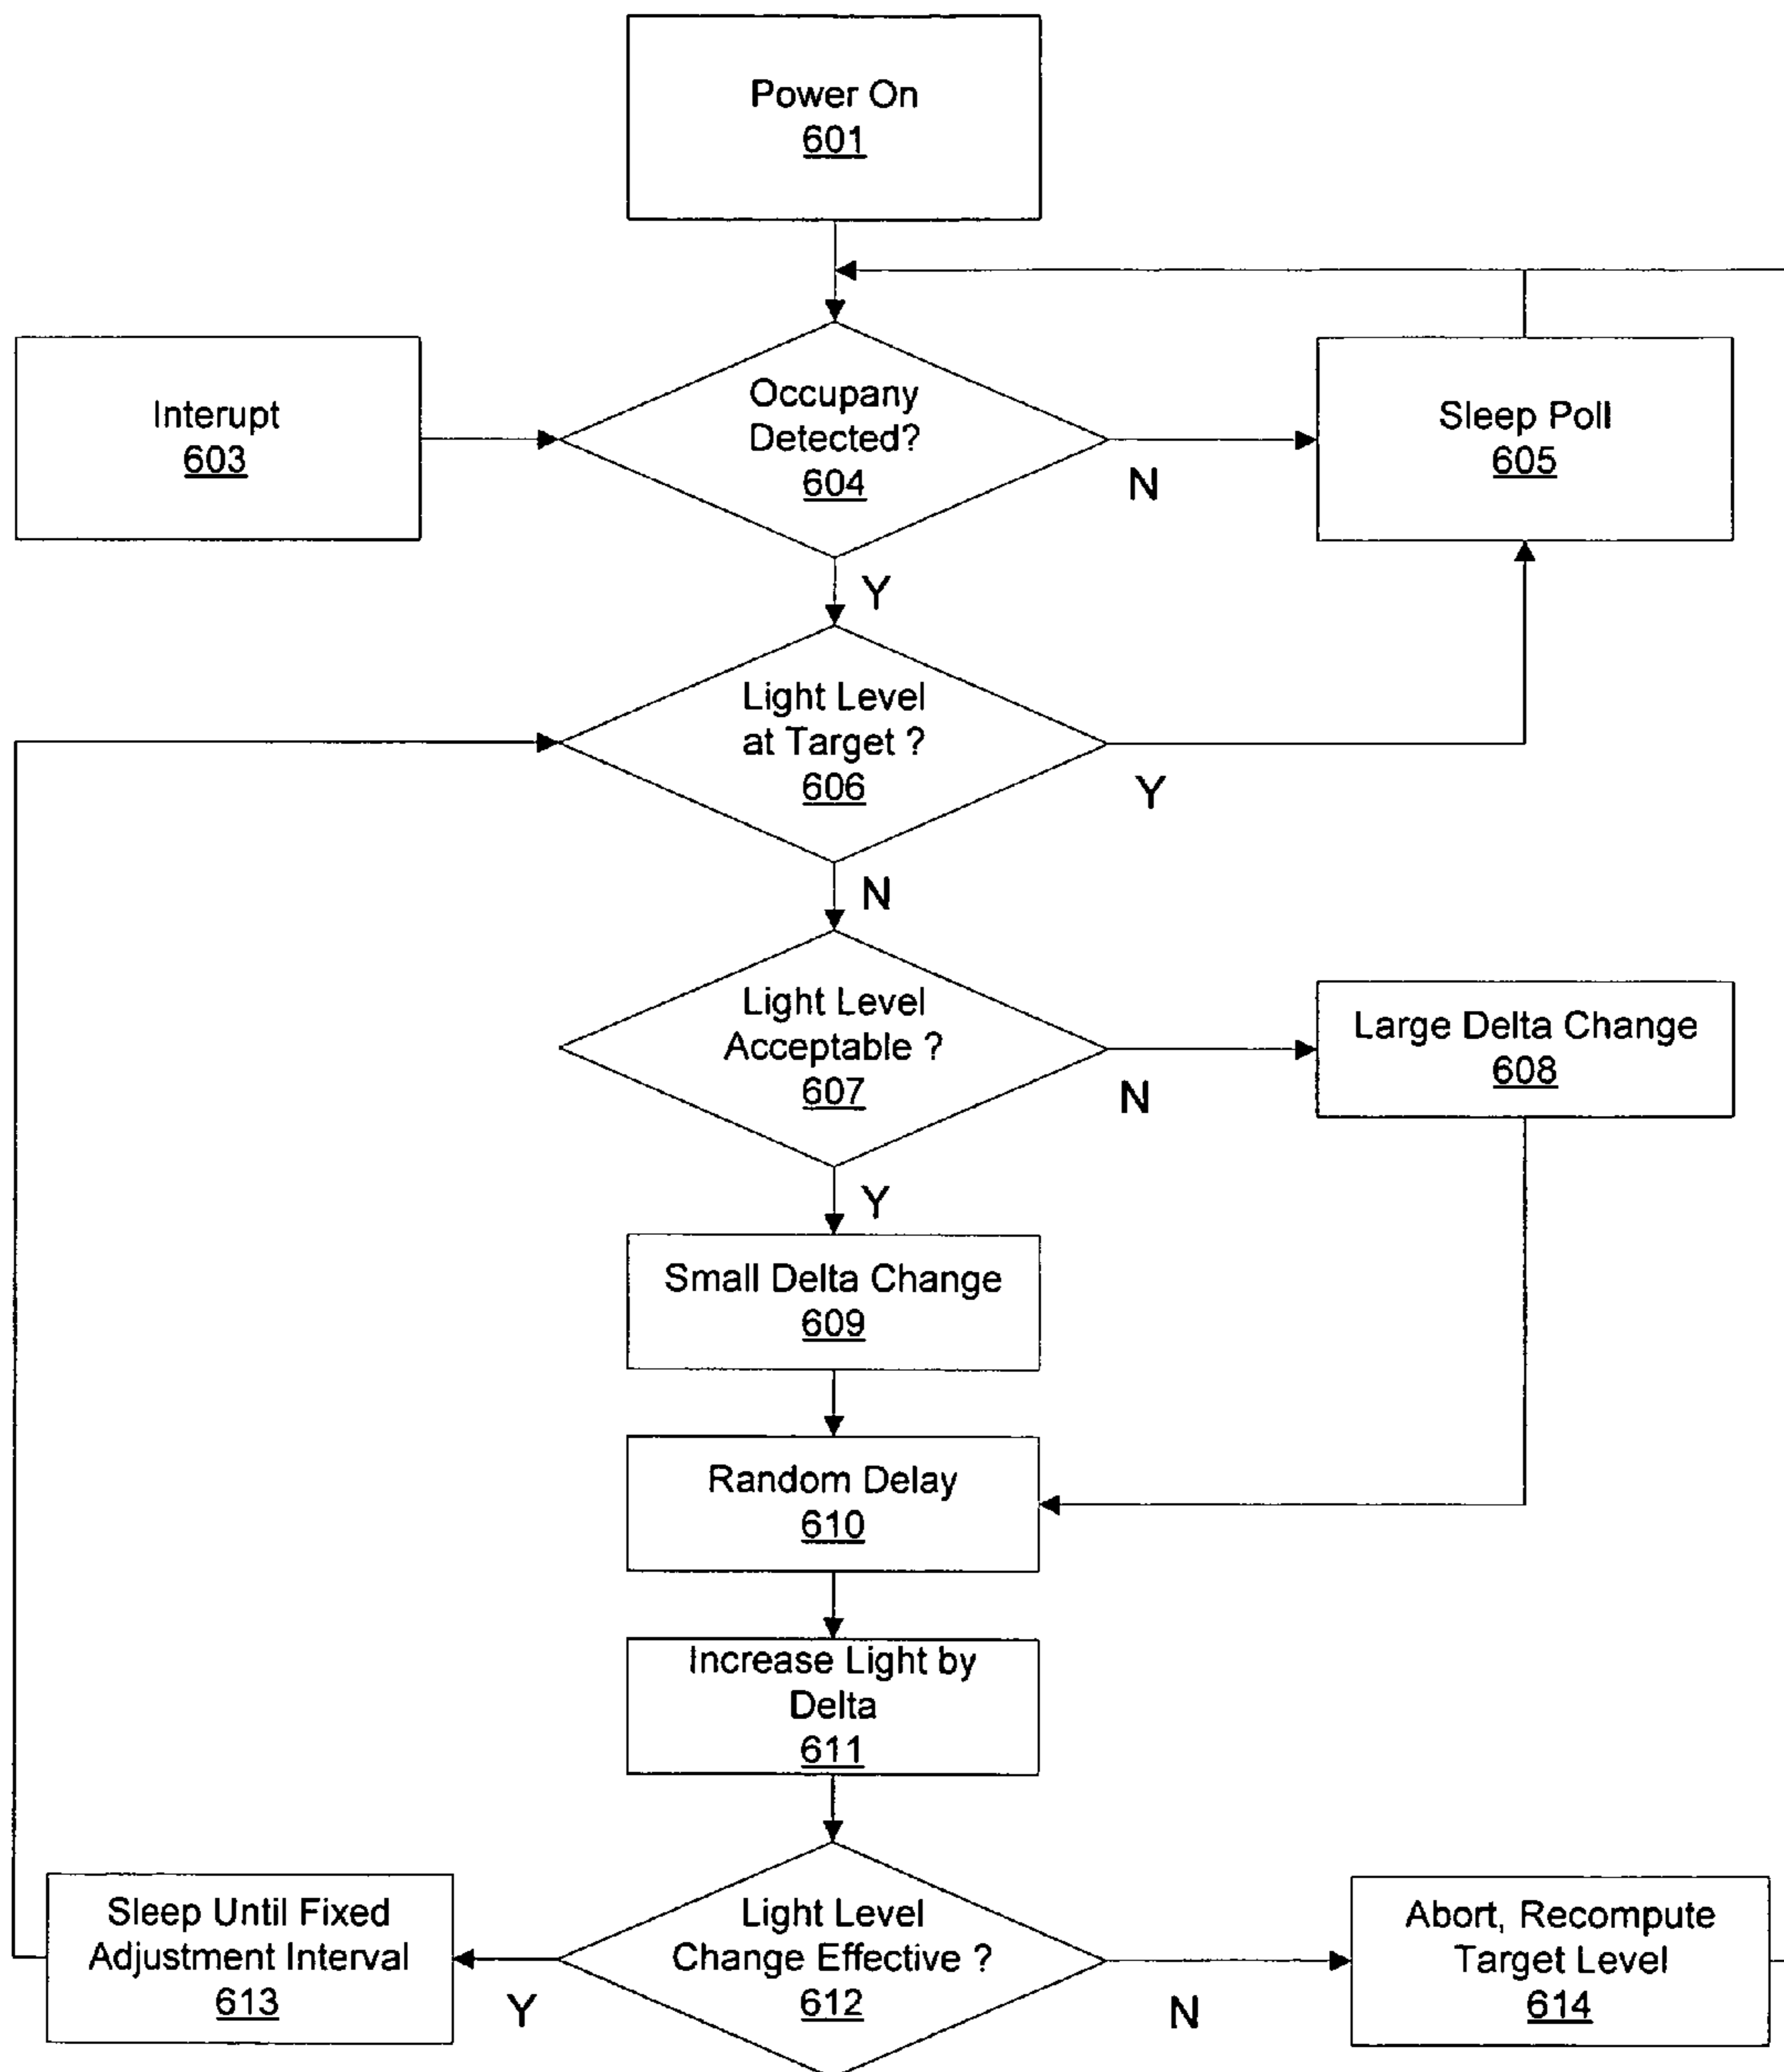 Power On
601
Interupt
603
Occupany
Detected?
604
N
Sleep Poll
605
Y
Light Level
at Target ?
606
Y
N
Light Level
Acceptable ?
607
N
Large Delta Change
608
Y
Small Delta Change
609
Random Delay
610
Increase Light by
Delta
611
Sleep Until Fixed
Adjustment Interval
613
Y
Light Level
Change Effective ?
612
N
Abort, Recompute
Target Level
614